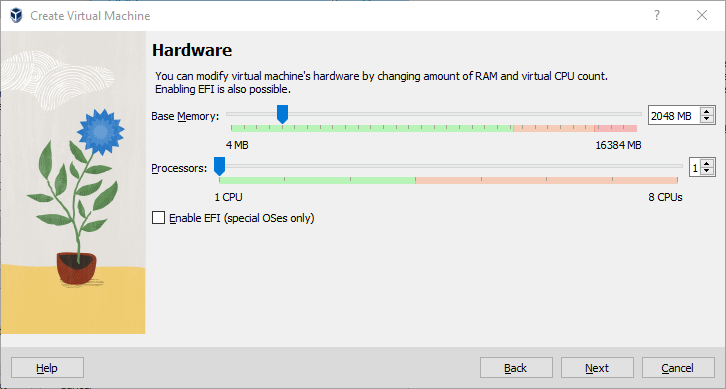 Create Virtual Machine
Hardware
You can modify virtual machine's hardware by changing amount of RAM and virtual CPU count.
Enabling EFI is also possible.
Base Memory: 2048 MB
4 MB 16384 MB
Processors: 1
1 CPU 8 CPUs
Enable EFI (special OSes only)
Help Back Next Cancel